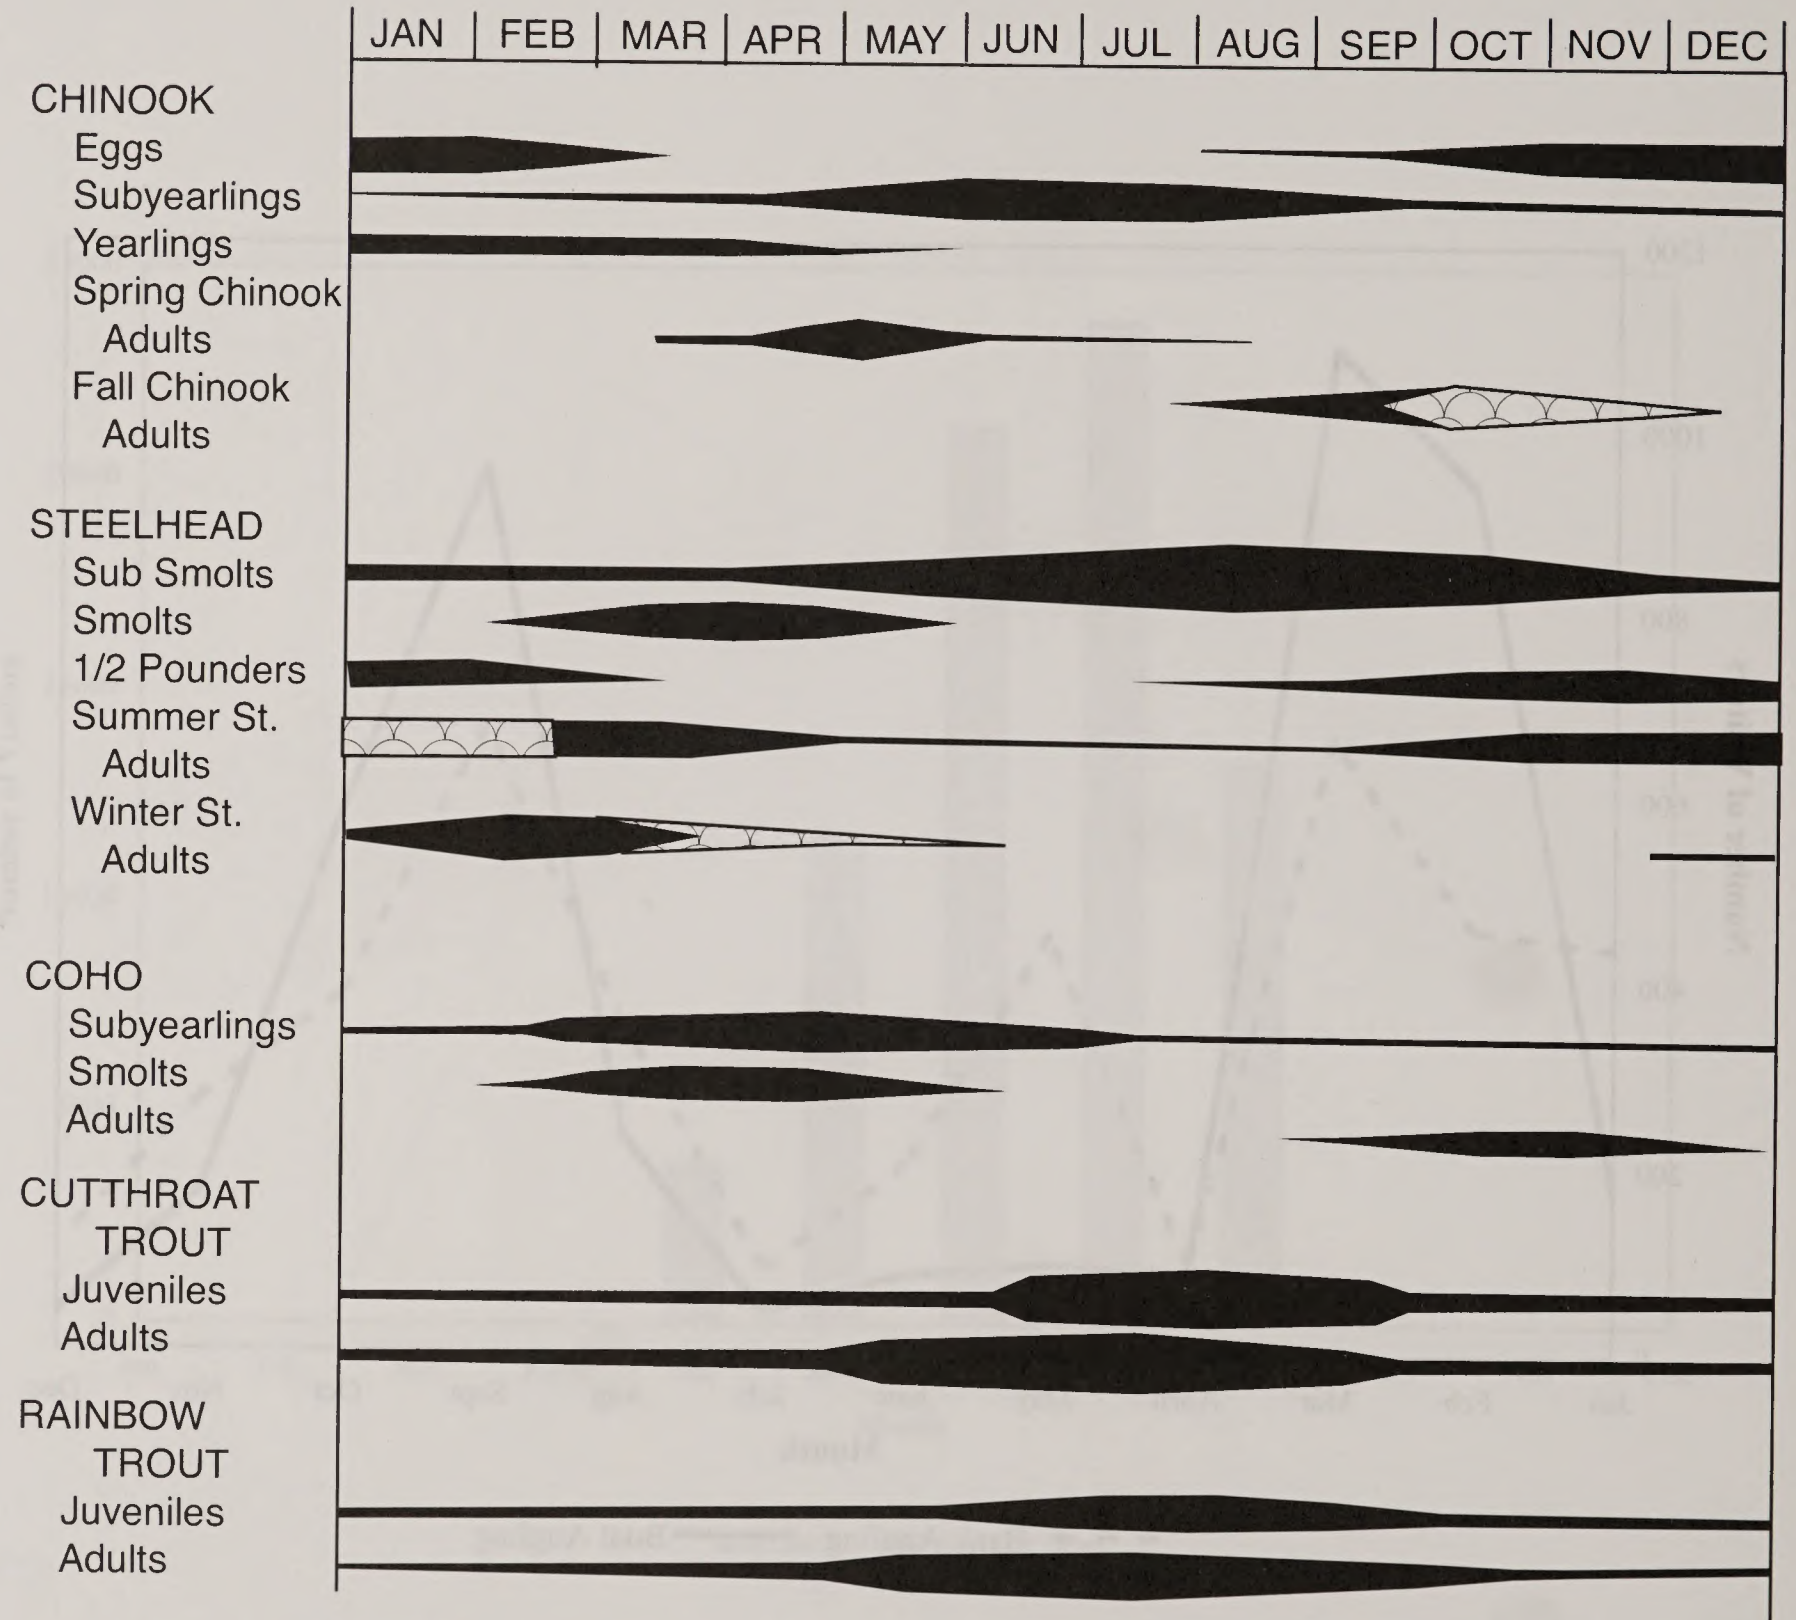 JAN FEB MAR APR MAY JUN JUL AUG SEP OCT NOV DEC
CHINOOK
Eggs
Subyearlings
Yearlings
Spring Chinook
Adults
Fall Chinook
Adults
STEELHEAD
Sub Smolts
Smolts
1/2 Pounders
Summer St.
Adults
Winter St.
Adults
COHO
Subyearlings
Smolts
Adults
CUTTHROAT
TROUT
Juveniles
Adults
RAINBOW
TROUT
Juveniles
Adults